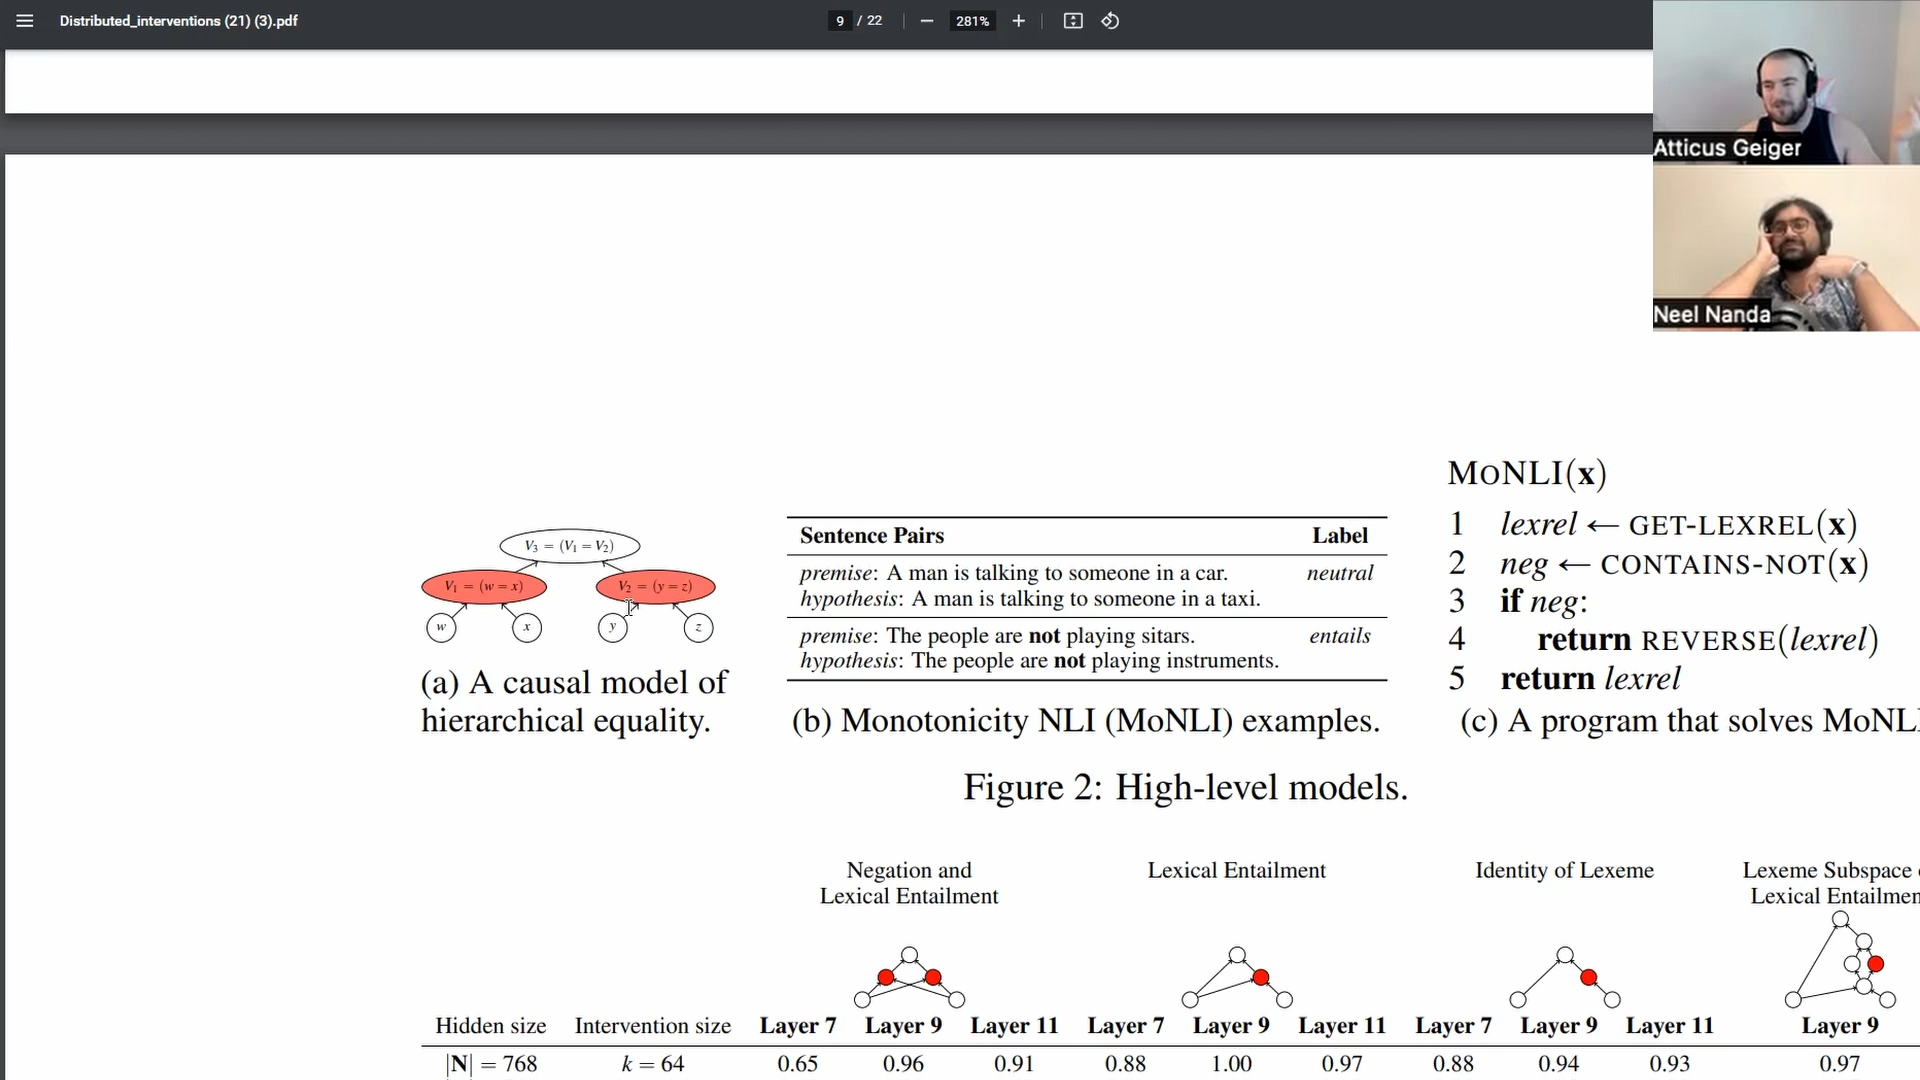 Distributed_interventions (21) (3).pdf
9 / 22
281%
Atticus Geiger
Neel Nanda
V3 = (V1 = V2)
V1 = (w = x)
V2 = (y = z)
w
x
y
z
(a) A causal model of
hierarchical equality.
Sentence Pairs Label
premise: A man is talking to someone in a car. neutral
hypothesis: A man is talking to someone in a taxi.
premise: The people are not playing sitars. entails
hypothesis: The people are not playing instruments.
(b) Monotonicity NLI (MoNLI) examples.
MONLI(x)
1 lexrel ← GET-LEXREL(x)
2 neg ← CONTAINS-NOT(x)
3 if neg:
4 return REVERSE(lexrel)
5 return lexrel
(c) A program that solves MoNL
Figure 2: High-level models.
Negation and
Lexical Entailment
Lexical Entailment
Identity of Lexeme
Lexeme Subspace
Lexical Entailmen
Hidden size Intervention size Layer 7 Layer 9 Layer 11 Layer 7 Layer 9 Layer 11 Layer 7 Layer 9 Layer 11 Layer 9
|N| = 768 k = 64 0.65 0.96 0.91 0.88 1.00 0.97 0.88 0.94 0.93 0.97